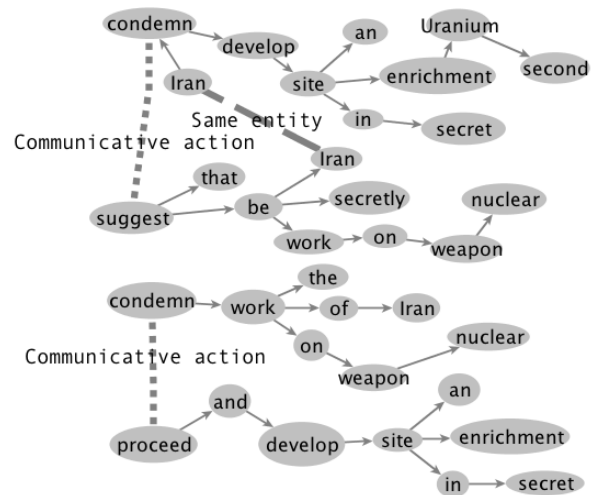 condemn
an
Uranium
develop
second
enrichment
Iran
site
Same entity
in
secret
Communicative action
Iran
that
secretly
nuclear
suggest
be
work
on
weapon
the
condemn
work
of
Iran
nuclear
on
Communicative action
weapon
and
an
proceed
develop
site
enrichment
in
secret